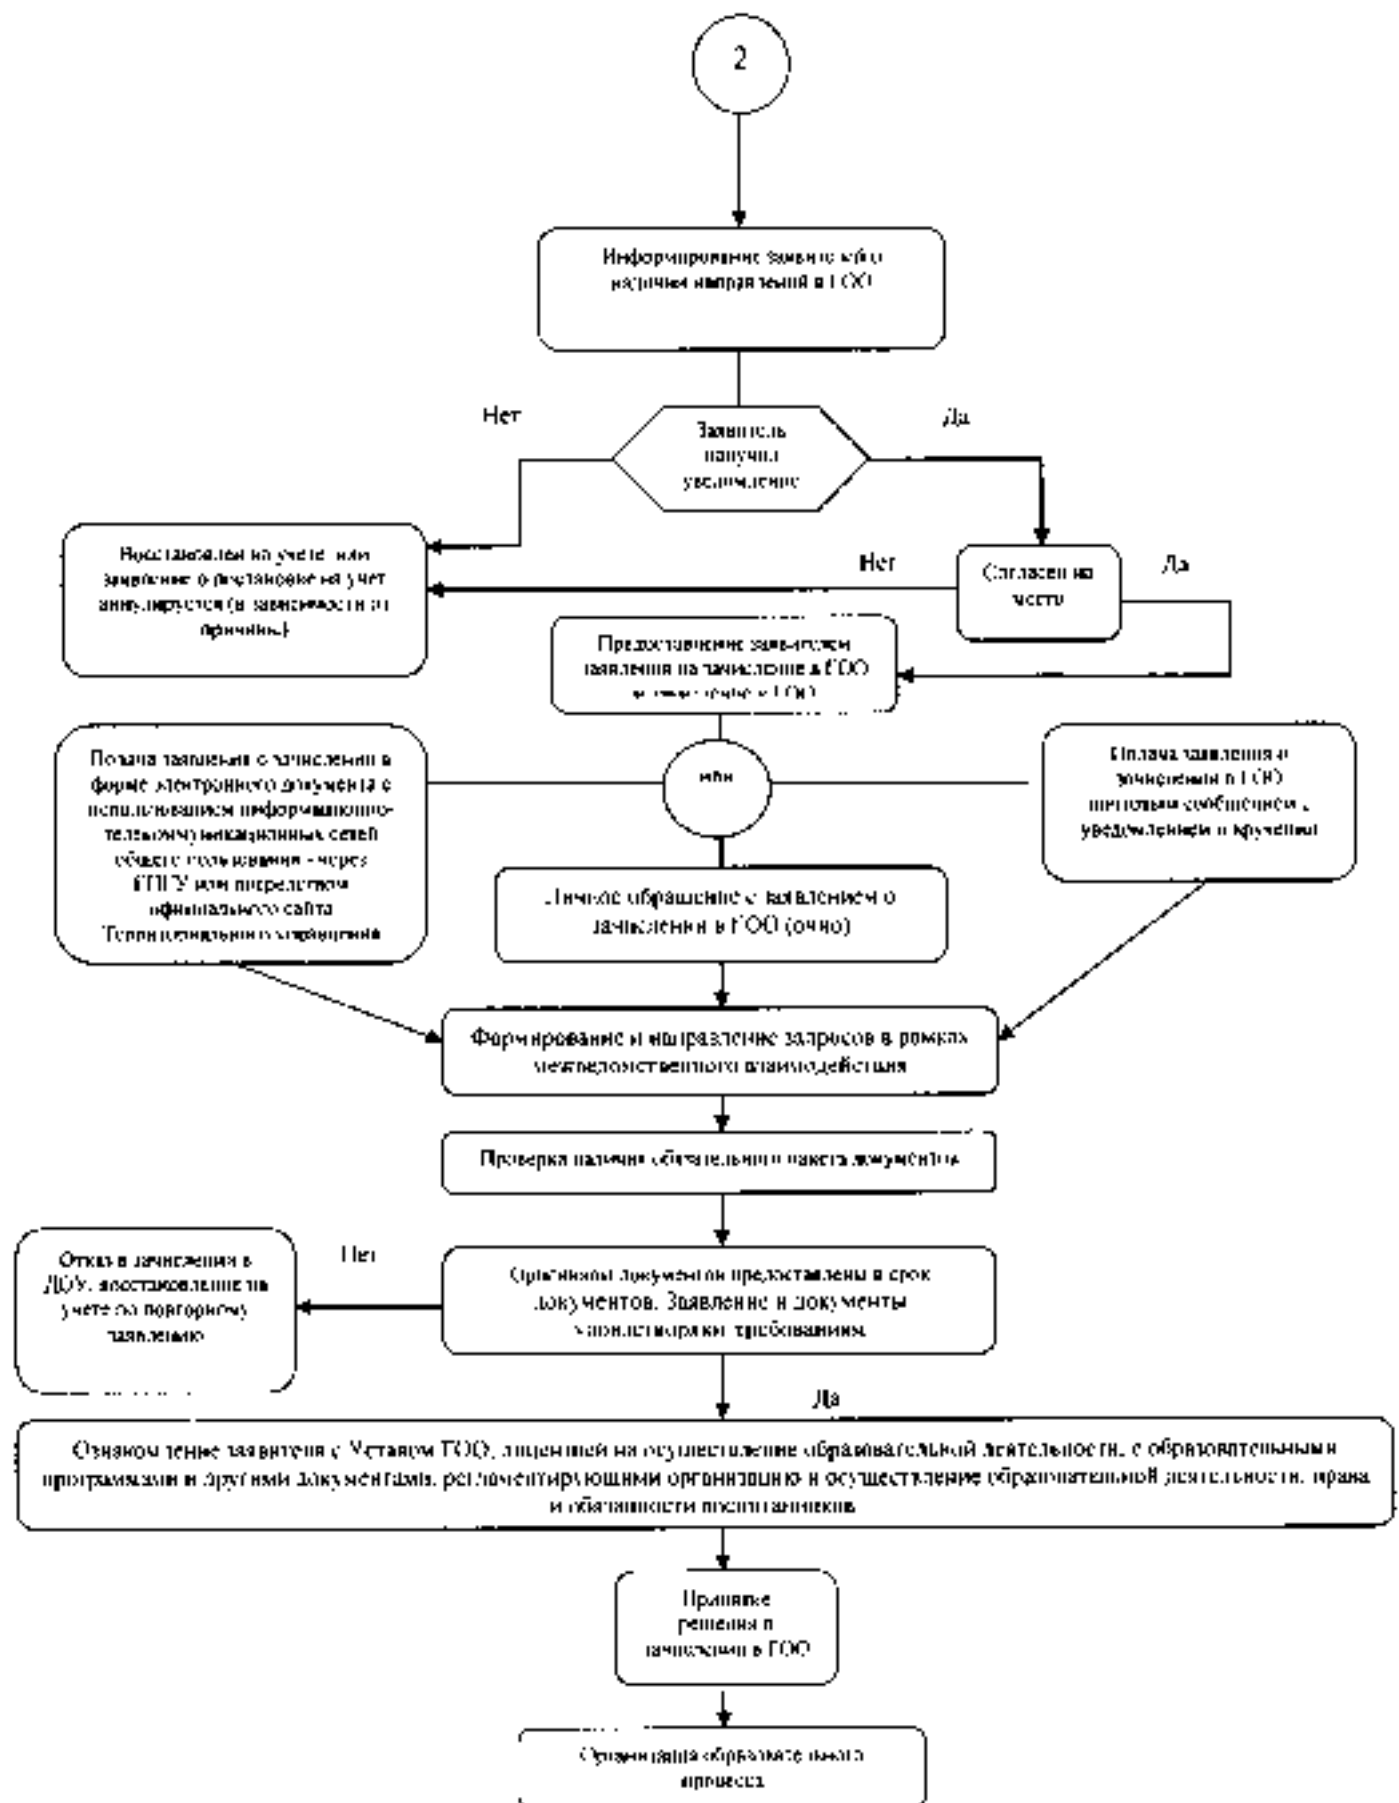 2
Информирование заявителей о
наличии направлений в ГОО
Нет
Да
Заявитель
получил
уведомление
Восстановлен на учете или
заявление о постановке на учет
аннулируется (в зависимости от
причины)
Нет
Согласен на
место
Да
Предоставление заявителем
заявления на зачисление в ГОО
в ГОО
или
Подача заявления о зачислении в
форме электронного документа с
использованием информационно-
телекоммуникационных сетей
общего пользования - через
ЕПГУ или посредством
официального сайта
Территориального управления
Подача заявления о
зачислении в ГОО
почтовым сообщением с
уведомлением о вручении
Личное обращение с заявлением о
зачислении в ГОО (очно)
Формирование и направление запросов в рамках
межведомственного взаимодействия
Проверка наличия обязательного пакета документов
Отказ в зачислении в
ДОУ, восстановление на
учете по повторному
заявлению
Нет
Оригиналы документов предоставлены в срок
документов. Заявление и документы
требованиям
Да
Ознакомление заявителя с Уставом ГОО, лицензией на осуществление образовательной деятельности, с образовательными
программами и другими документами, регламентирующими организацию и осуществление образовательной деятельности, права
и обязанности воспитанников
Принятие
решения о
зачислении в ГОО
Организация образовательного
процесса